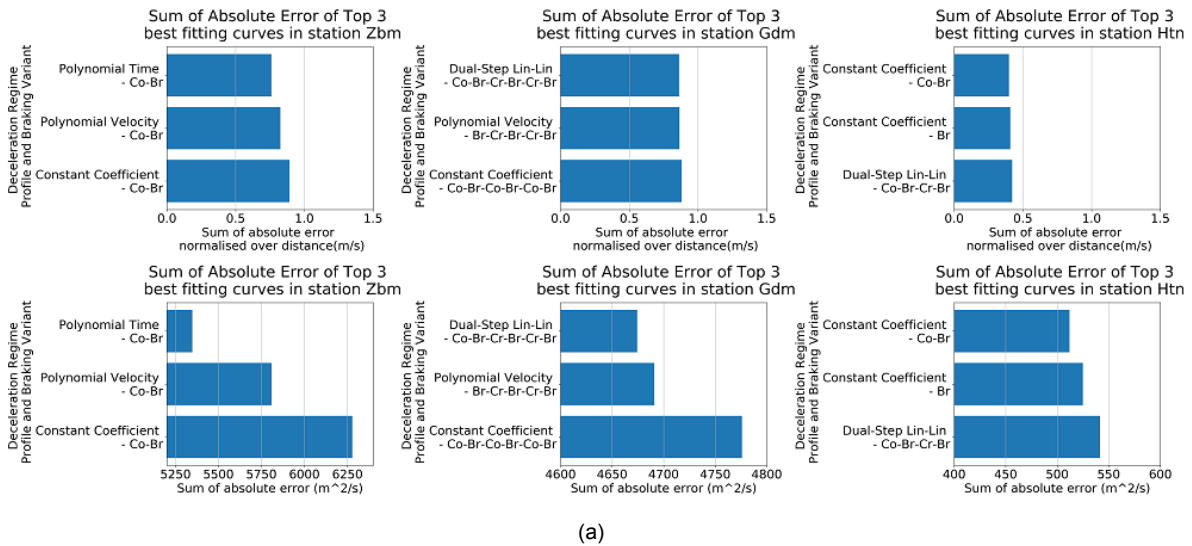 Sum of Absolute Error of Top 3
best fitting curves in station Zbm
Deceleration Regime
Profile and Braking Variant
Polynomial Time
- Co-Br
Polynomial Velocity
- Co-Br
Constant Coefficient
- Co-Br
0.0 0.5 1.0 1.5
Sum of absolute error
normalised over distance(m/s)
Sum of Absolute Error of Top 3
best fitting curves in station Gdm
Deceleration Regime
Profile and Braking Variant
Dual-Step Lin-Lin
- Co-Br-Cr-Br-Cr-Br
Polynomial Velocity
- Br-Cr-Br-Cr-Br
Constant Coefficient
- Co-Br-Co-Br-Co-Br
0.0 0.5 1.0 1.5
Sum of absolute error
normalised over distance(m/s)
Sum of Absolute Error of Top 3
best fitting curves in station Htn
Deceleration Regime
Profile and Braking Variant
Constant Coefficient
- Co-Br
Constant Coefficient
- Br
Dual-Step Lin-Lin
- Co-Br-Cr-Br
0.0 0.5 1.0 1.5
Sum of absolute error
normalised over distance(m/s)
Sum of Absolute Error of Top 3
best fitting curves in station Zbm
Deceleration Regime
Profile and Braking Variant
Polynomial Time
- Co-Br
Polynomial Velocity
- Co-Br
Constant Coefficient
- Co-Br
5250 5500 5750 6000 6250
Sum of absolute error (m^2/s)
Sum of Absolute Error of Top 3
best fitting curves in station Gdm
Deceleration Regime
Profile and Braking Variant
Dual-Step Lin-Lin
- Co-Br-Cr-Br-Cr-Br
Polynomial Velocity
- Br-Cr-Br-Cr-Br
Constant Coefficient
- Co-Br-Co-Br-Co-Br
4600 4650 4700 4750 4800
Sum of absolute error (m^2/s)
Sum of Absolute Error of Top 3
best fitting curves in station Htn
Deceleration Regime
Profile and Braking Variant
Constant Coefficient
- Co-Br
Constant Coefficient
- Br
Dual-Step Lin-Lin
- Co-Br-Cr-Br
400 450 500 550 600
Sum of absolute error (m^2/s)
(a)